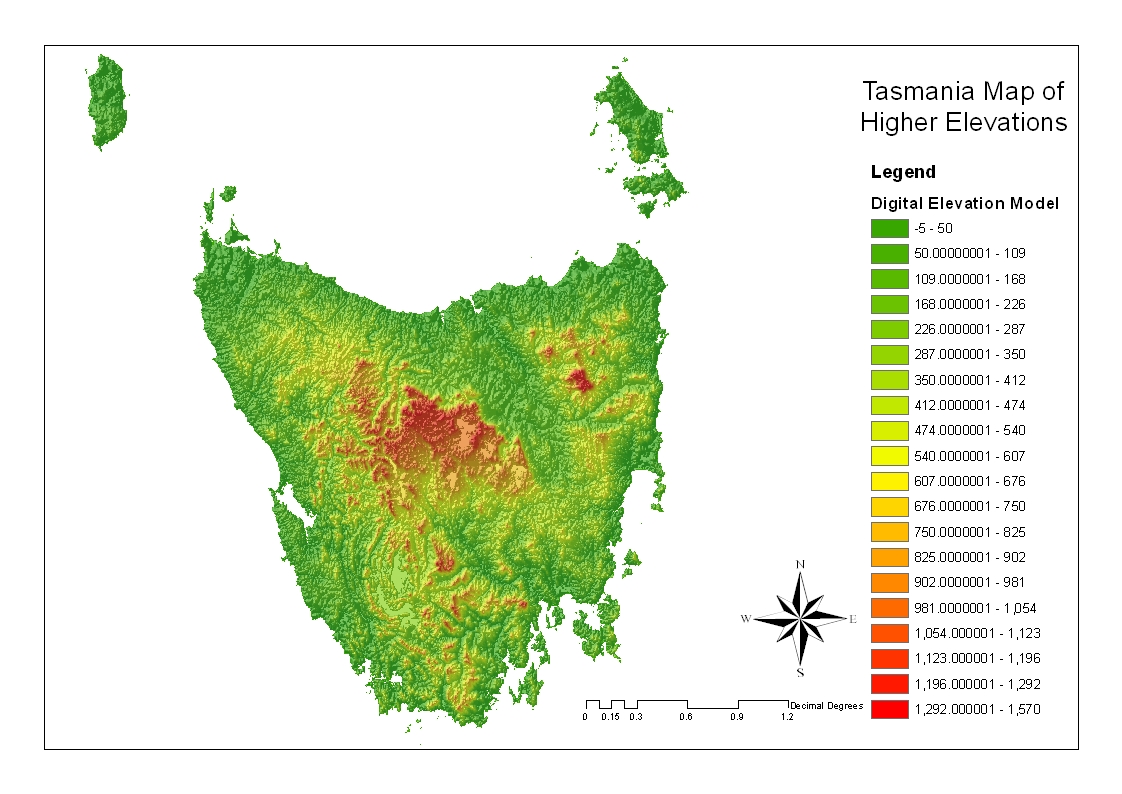 Tasmania Map of
Higher Elevations
Legend
Digital Elevation Model
-5 - 50
50.00000001 - 109
109.0000001 - 168
168.0000001 - 226
226.0000001 - 287
287.0000001 - 350
350.0000001 - 412
412.0000001 - 474
474.0000001 - 540
540.0000001 - 607
607.0000001 - 676
676.0000001 - 750
750.0000001 - 825
825.0000001 - 902
902.0000001 - 981
981.0000001 - 1,054
1,054.000001 - 1,123
1,123.000001 - 1,196
1,196.000001 - 1,292
1,292.000001 - 1,570
N
W E
S
Decimal Degrees
0 0.15 0.3 0.6 0.9 1.2